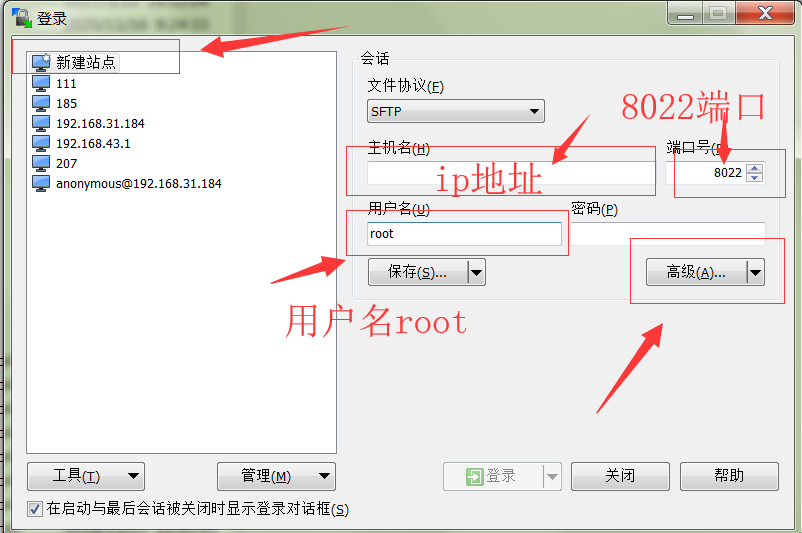 登录
新建站点
111
185
192.168.31.184
192.168.43.1
207
anonymous@192.168.31.184
会话
文件协议(F)
SFTP
8022端口
主机名(H)
端口号(
ip地址
8022
用户名(U)
密码(P)
root
保存(S)...
高级(A)...
用户名root
工具(T)
管理(M)
登录
关闭
帮助
在启动与最后会话被关闭时显示登录对话框(S)